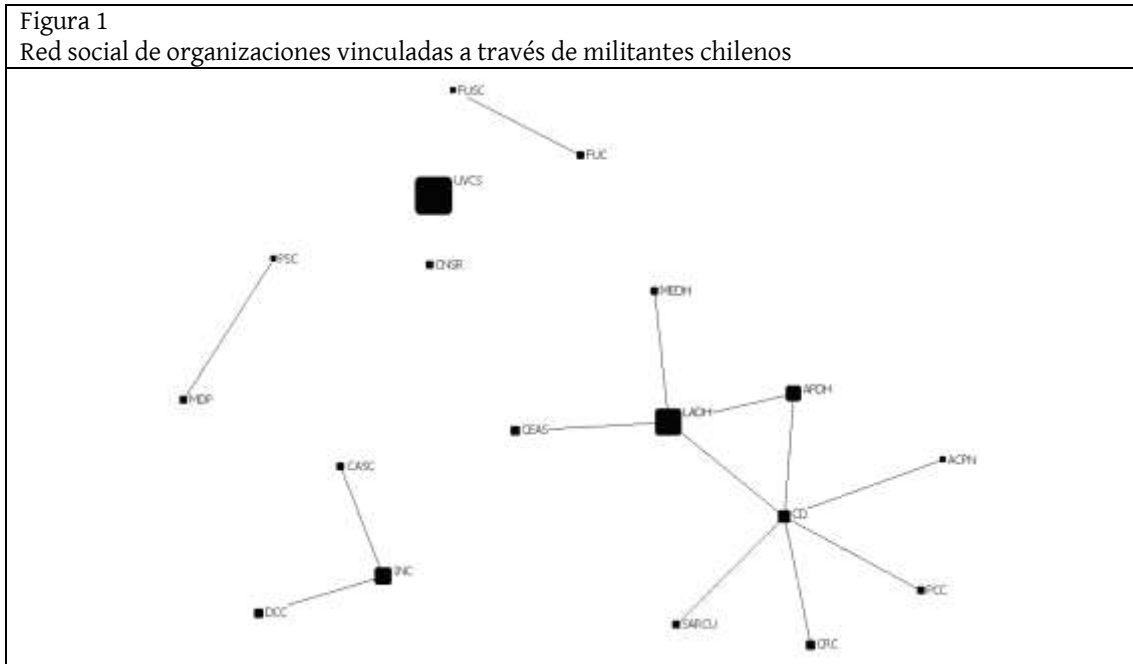 Figura 1
Red social de organizaciones vinculadas a través de militantes chilenos
FUSC
FUC
UVCS
PSC
CNSR
MEDH
APDH
MDP
LADH
CEAS
ACPN
CASC
CD
INC
PCC
DCC
SARCU
CRC